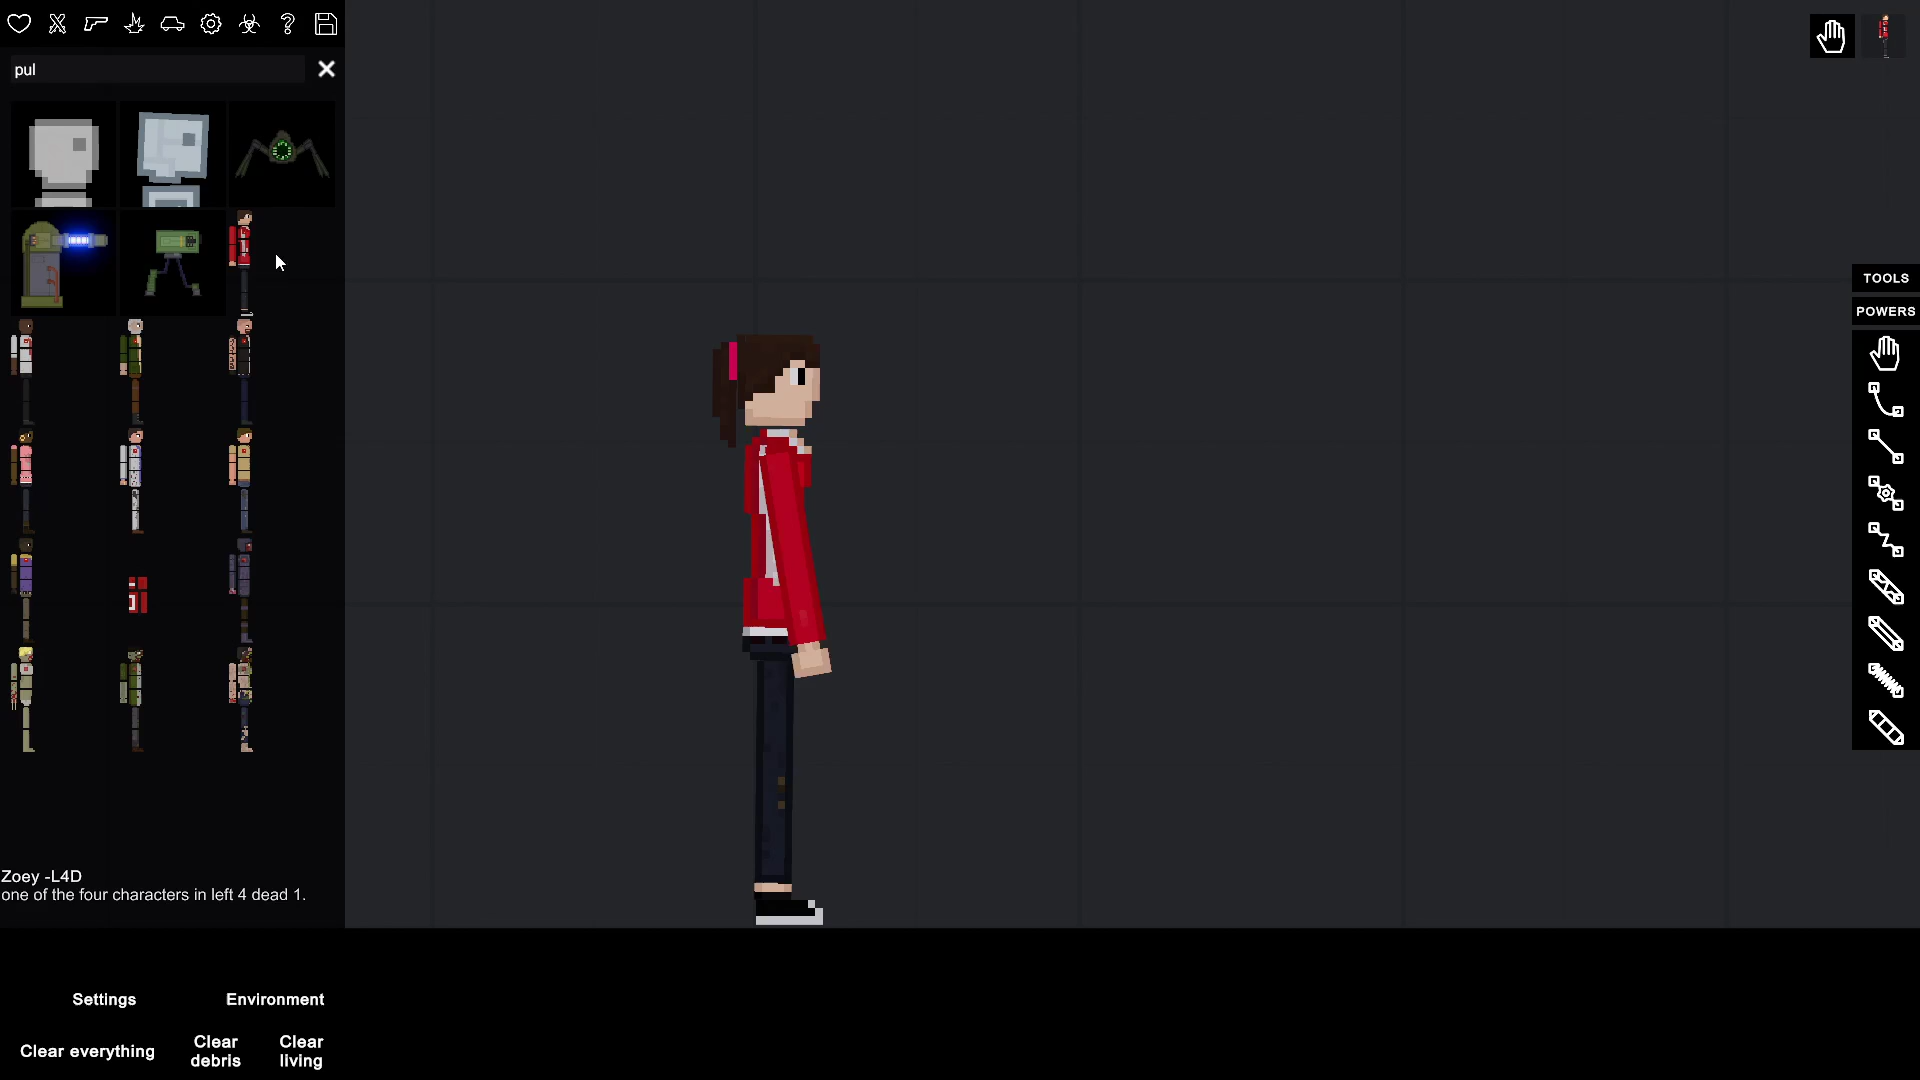 pul
TOOLS
POWERS
Zoey -L4D
one of the four characters in left 4 dead 1.
Settings
Environment
Clear everything
Clear
debris
Clear
living